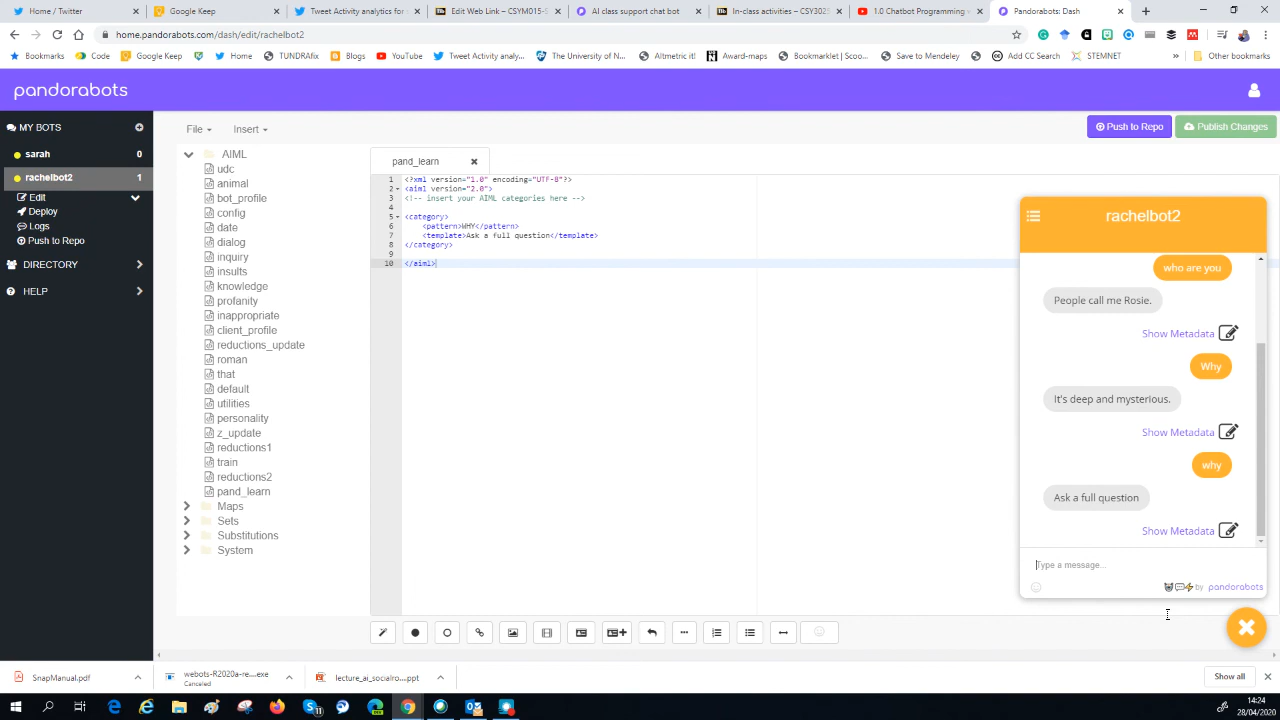 Home / Twitter
Google Keep
Tweet Activity analytics for
Edit Web Link – CSYM015-
AI class support chat bot
In-class activities – CSY3025
1.0 Chatbot Programming
Pandorabots: Dash
home.pandorabots.com/dash/edit/rachelbot2
Bookmarks
Code
Google Keep
Home
TUNDRAfix
Blogs
YouTube
Tweet Activity analy...
The University of N...
Altmetric it!
Award-maps
Bookmarklet | Scoo...
Save to Mendeley
Add CC Search
STEMNET
»
Other bookmarks
pandorabots
MY BOTS
sarah 0
rachelbot2 1
Edit
Deploy
Logs
Push to Repo
DIRECTORY
HELP
File
Insert
Push to Repo
Publish Changes
AIML
udc
animal
bot_profile
config
date
dialog
inquiry
insults
knowledge
profanity
inappropriate
client_profile
reductions_update
roman
that
default
utilities
personality
z_update
reductions1
train
reductions2
pand_learn
Maps
Sets
Substitutions
System
pand_learn
1 <?xml version="1.0" encoding="UTF-8"?>
2 <aiml version="2.0">
3 <!-- insert your AIML categories here -->
4
5 <category>
6 <pattern>WHY</pattern>
7 <template>Ask a full question</template>
8 </category>
9
10 </aiml>
rachelbot2
who are you
People call me Rosie.
Show Metadata
Why
It's deep and mysterious.
Show Metadata
why
Ask a full question
Show Metadata
Type a message...
by pandorabots
SnapManual.pdf
webots-R2020a-re....exe
Canceled
lecture_ai_socialro....ppt
Show all
14:24
28/04/2020